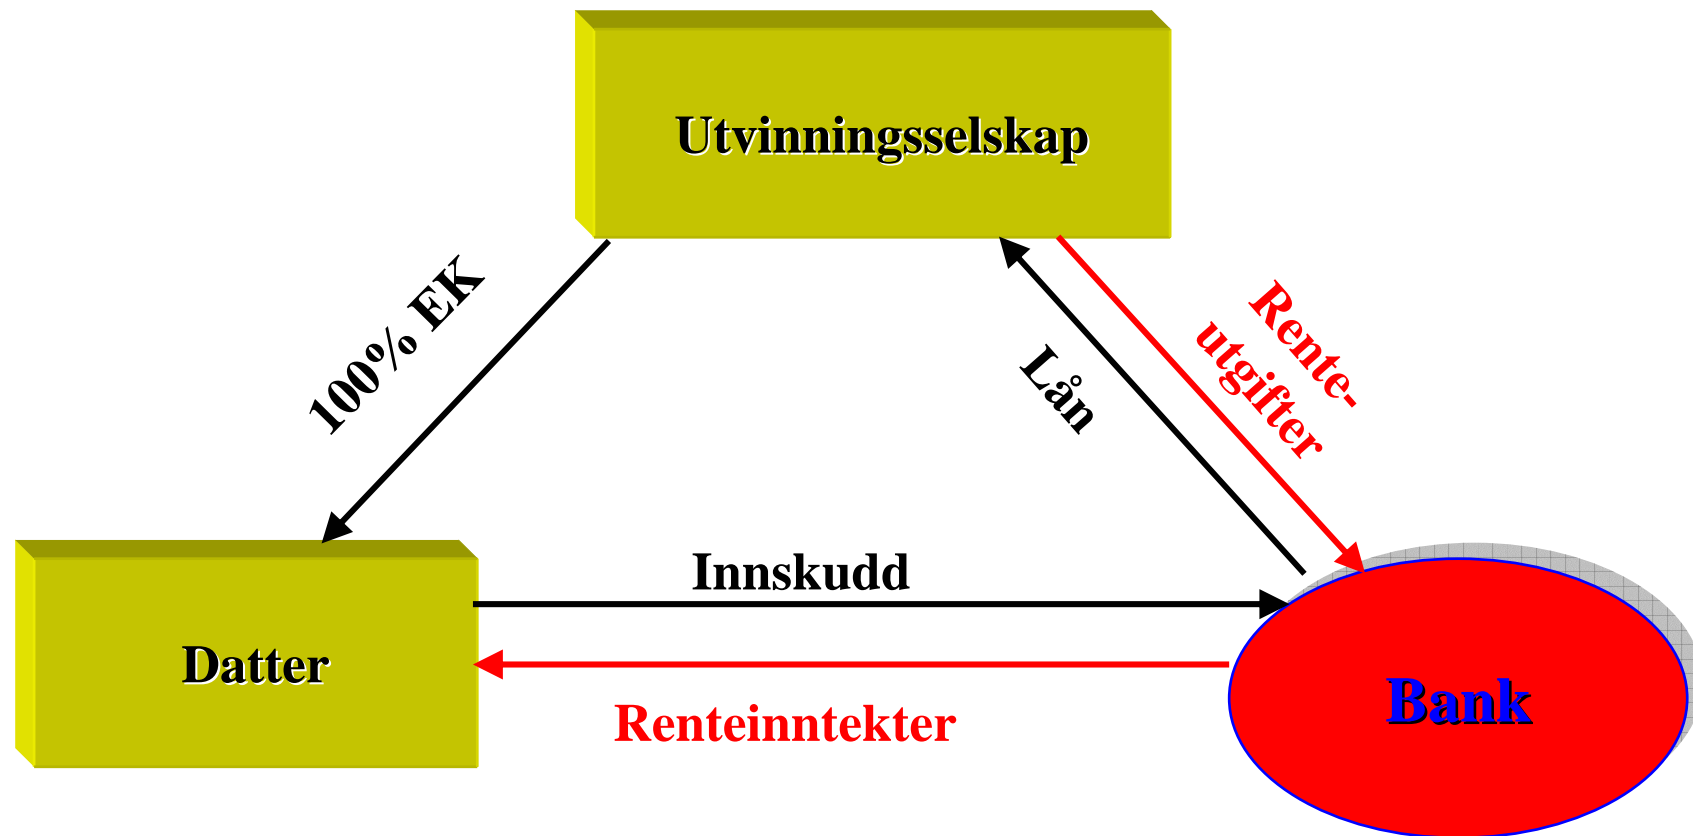 Utvinningsselskap
100% EK
Lån
Rente-
utgifter
Innskudd
Datter
Renteinntekter
Bank